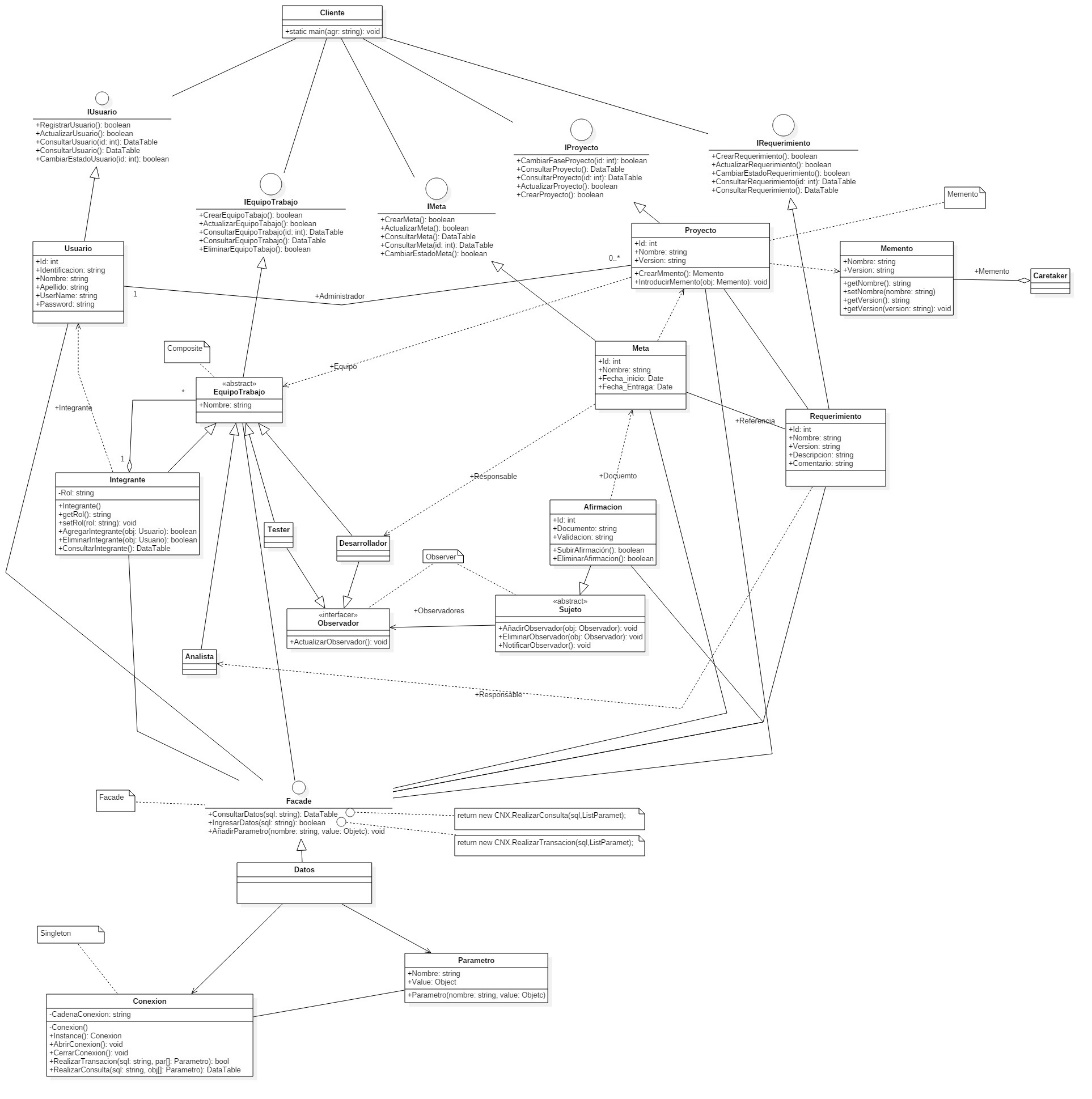 Cliente
+static main(agr: string): void
IUsuario
+RegistrarUsuario(): boolean
+ActualizarUsuario(): boolean
+ConsultarUsuario(id: int): DataTable
+ConsultarUsuario(): DataTable
+CambiarEstadoUsuario(id: int): boolean
IEquipoTrabajo
+CrearEquipoTabajo(): boolean
+ActualizarEquipoTabajo(): boolean
+ConsultarEquipoTrabajo(id: int): DataTable
+ConsultarEquipoTrabajo(): DataTable
+EliminarEquipoTabajo(): boolean
IMeta
+CrearMeta(): boolean
+ActualizarMeta(): boolean
+ConsultarMeta(): DataTable
+ConsultarMeta(id: int): DataTable
+CambiarEstadoMeta(): boolean
IProyecto
+CambiarFaseProyecto(id: int): boolean
+ConsultarProyecto(): DataTable
+ConsultarProyecto(id: int): DataTable
+ActualizarProyecto(): boolean
+CrearProyecto(): boolean
IRequerimiento
+CrearRequerimiento(): boolean
+ActualizarRequerimiento(): boolean
+CambiarEstadoRequerimiento(): boolean
+ConsultarRequerimiento(id: int): DataTable
+ConsultarRequerimiento(): DataTable
Memento
Usuario
+Id: int
+Identificacion: string
+Nombre: string
+Apellido: string
+UserName: string
+Password: string
1
+Administrador
0..*
Proyecto
+Id: int
+Nombre: string
+Version: string
+CrearMmento(): Memento
+IntroducirMemento(obj: Memento): void
Memento
+Nombre: string
+Version: string
+getNombre(): string
+setNombre(nombre: string)
+getVersion(): string
+getVersion(version: string): void
+Memento
Caretaker
Composite
+Equipo
«abstract»
EquipoTrabajo
+Nombre: string
*
1
+Integrante
Meta
+Id: int
+Nombre: string
+Fecha_inicio: Date
+Fecha_Entraga: Date
+Referencia
Requerimiento
+Id: int
+Nombre: string
+Version: string
+Descripcion: string
+Comentario: string
Integrante
-Rol: string
+Integrante()
+getRol(): string
+setRol(rol: string): void
+AgregarIntegrante(obj: Usuario): boolean
+EliminarIntegrante(obj: Usuario): boolean
+ConsultarIntegrante(): DataTable
+Responsable
+Docuemto
Tester
Desarrollador
Afirmacion
+Id: int
+Documento: string
+Validacion: string
+SubirAfirmación(): boolean
+EliminarAfirmacion(): boolean
Observer
«interfacer»
Observador
+ActualizarObservador(): void
+Observadores
«abstract»
Sujeto
+AñadirObservador(obj: Observador): void
+EliminarObservador(obj: Observador): void
+NotificarObservador(): void
Analista
+Responsable
Facade
Facade
+ConsultarDatos(sql: string): DataTable
+IngresarDatos(sql: string): boolean
+AñadirParametro(nombre: string, value: Objetc): void
return new CNX.RealizarConsulta(sql,ListParamet);
return new CNX.RealizarTransacion(sql,ListParamet);
Datos
Singleton
Parametro
+Nombre: string
+Value: Object
+Parametro(nombre: string, value: Objetc)
Conexion
-CadenaConexion: string
-Conexion()
+Instance(): Conexion
+AbrirConexion(): void
+CerrarConexion(): void
+RealizarTransacion(sql: string, par[]: Parametro): bool
+RealizarConsulta(sql: string, obj[]: Parametro): DataTable